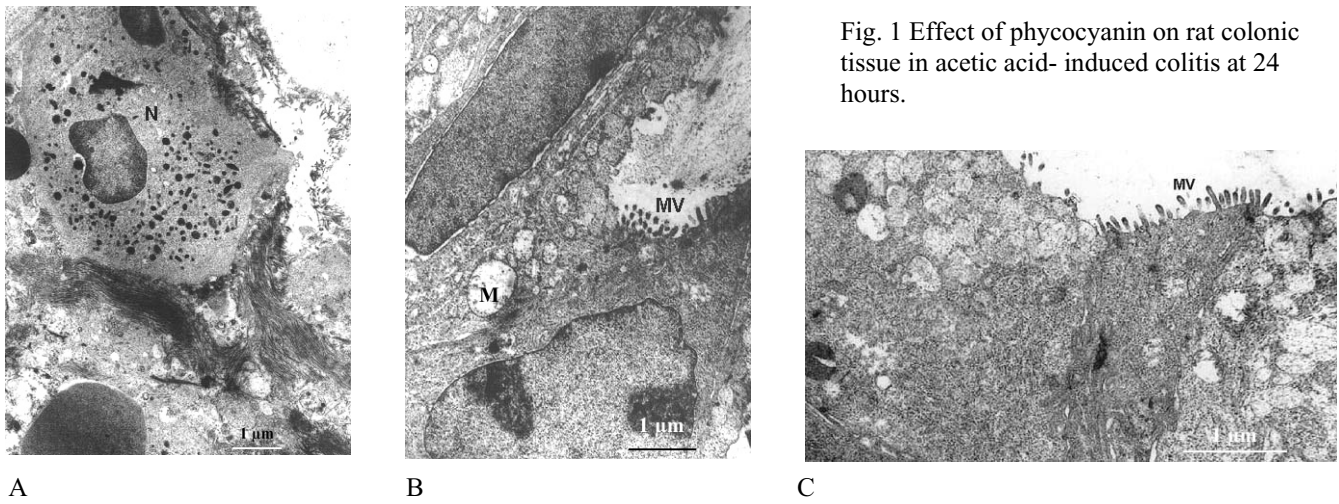 Fig. 1 Effect of phycocyanin on rat colonic
tissue in acetic acid- induced colitis at 24
hours.
N
1 µm
MV
M
1 µm
MV
1 µm
A
B
C